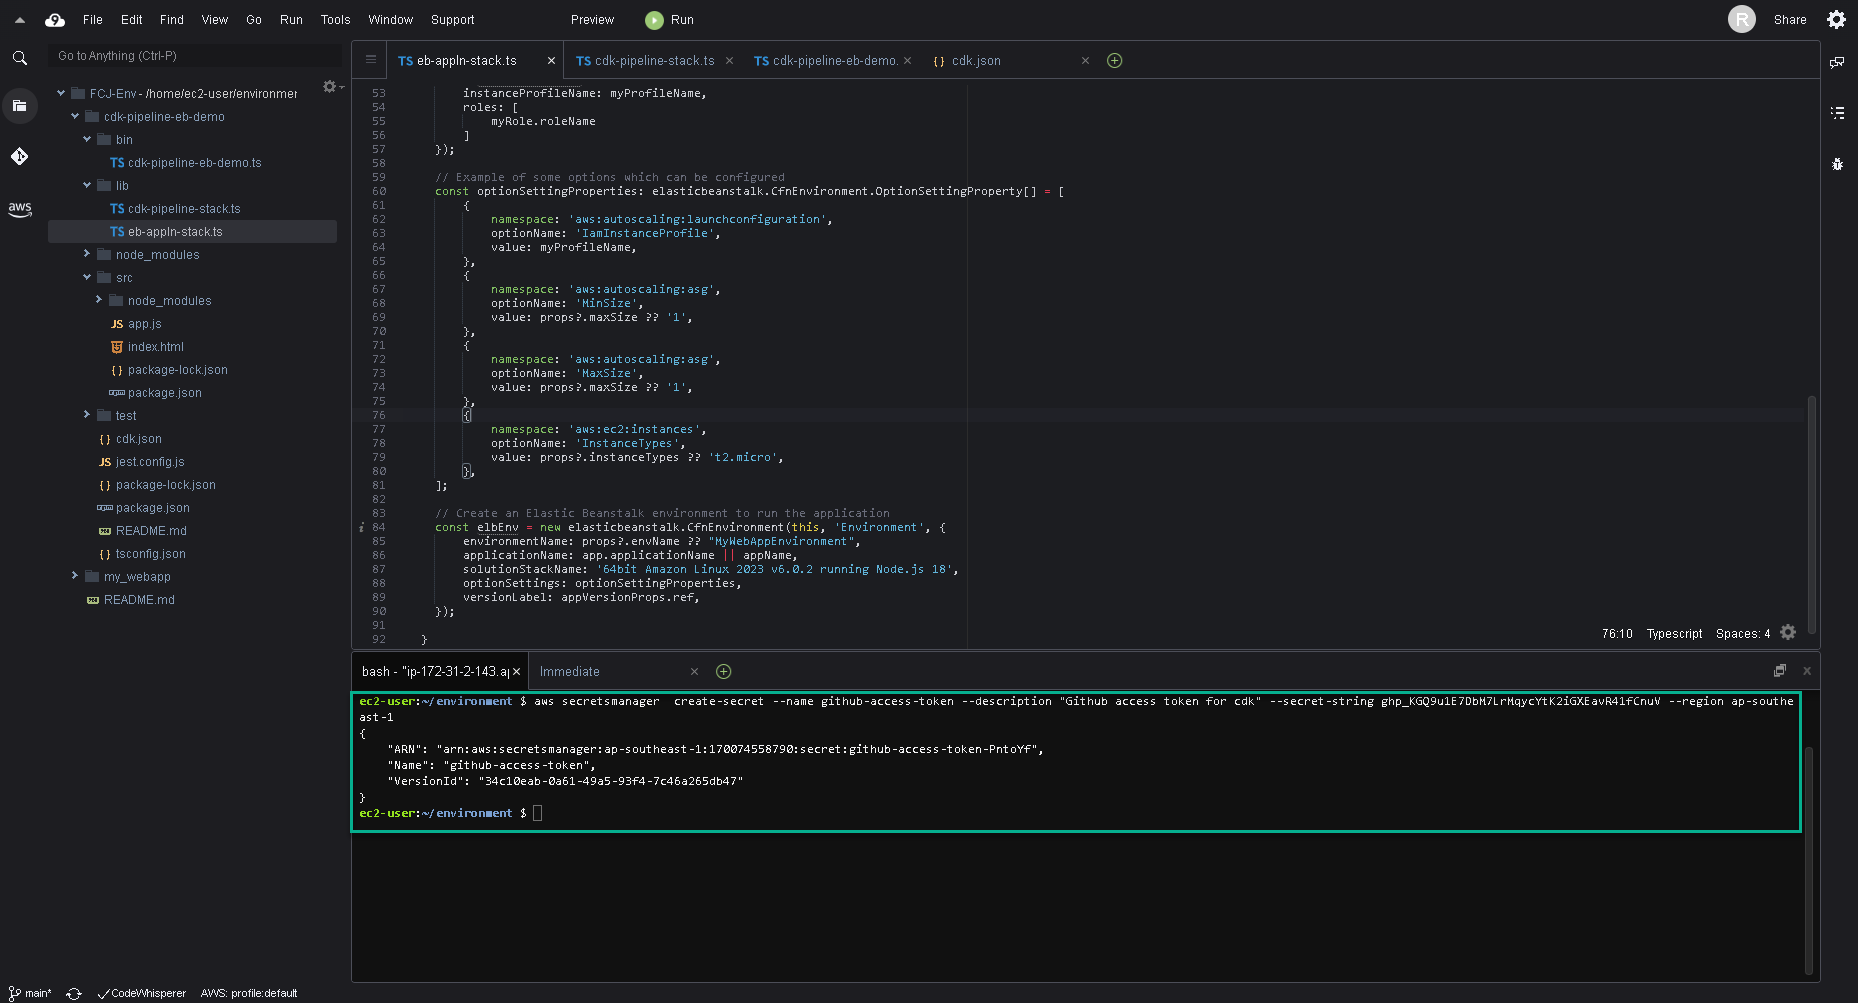 File Edit Find View Go Run Tools Window Support Preview Run R Share
Go to Anything (Ctrl-P)
FCJ-Env - /home/ec2-user/environmer
cdk-pipeline-eb-demo
bin
TS cdk-pipeline-eb-demo.ts
lib
TS cdk-pipeline-stack.ts
TS eb-appln-stack.ts
node_modules
src
node_modules
JS app.js
index.html
{} package-lock.json
package.json
test
{} cdk.json
JS jest.config.js
{} package-lock.json
package.json
README.md
{} tsconfig.json
my_webapp
README.md
aws
TS eb-appln-stack.ts TS cdk-pipeline-stack.ts TS cdk-pipeline-eb-demo. {} cdk.json
53 instanceProfileName: myProfileName,
54 roles: [
55 myRole.roleName
56 ]
57 });
58
59 // Example of some options which can be configured
60 const optionSettingProperties: elasticbeanstalk.CfnEnvironment.OptionSettingProperty[] = [
61 {
62 namespace: 'aws:autoscaling:launchconfiguration',
63 optionName: 'IamInstanceProfile',
64 value: myProfileName,
65 },
66 {
67 namespace: 'aws:autoscaling:asg',
68 optionName: 'MinSize',
69 value: props?.maxSize ?? '1',
70 },
71 {
72 namespace: 'aws:autoscaling:asg',
73 optionName: 'MaxSize',
74 value: props?.maxSize ?? '1',
75 },
76 {
77 namespace: 'aws:ec2:instances',
78 optionName: 'InstanceTypes',
79 value: props?.instanceTypes ?? 't2.micro',
80 },
81 ];
82
83 // Create an Elastic Beanstalk environment to run the application
84 const elbEnv = new elasticbeanstalk.CfnEnvironment(this, 'Environment', {
85 environmentName: props?.envName ?? "MyWebAppEnvironment",
86 applicationName: app.applicationName || appName,
87 solutionStackName: '64bit Amazon Linux 2023 v6.0.2 running Node.js 18',
88 optionSettings: optionSettingProperties,
89 versionLabel: appVersionProps.ref,
90 });
91
92 }
76:10 Typescript Spaces: 4
bash - "ip-172-31-2-143.ap Immediate
ec2-user:~/environment $ aws secretsmanager  create-secret --name github-access-token --description "Github access token for cdk" --secret-string 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 --region ap-southe
ast-1
{
"ARN": "arn:aws:secretsmanager:ap-southeast-1:170074558790:secret:github-access-token-PntoYf",
"Name": "github-access-token",
"VersionId": "34c10eab-0a61-49a5-93f4-7c46a265db47"
}
ec2-user:~/environment $
main* CodeWhisperer AWS: profile:default